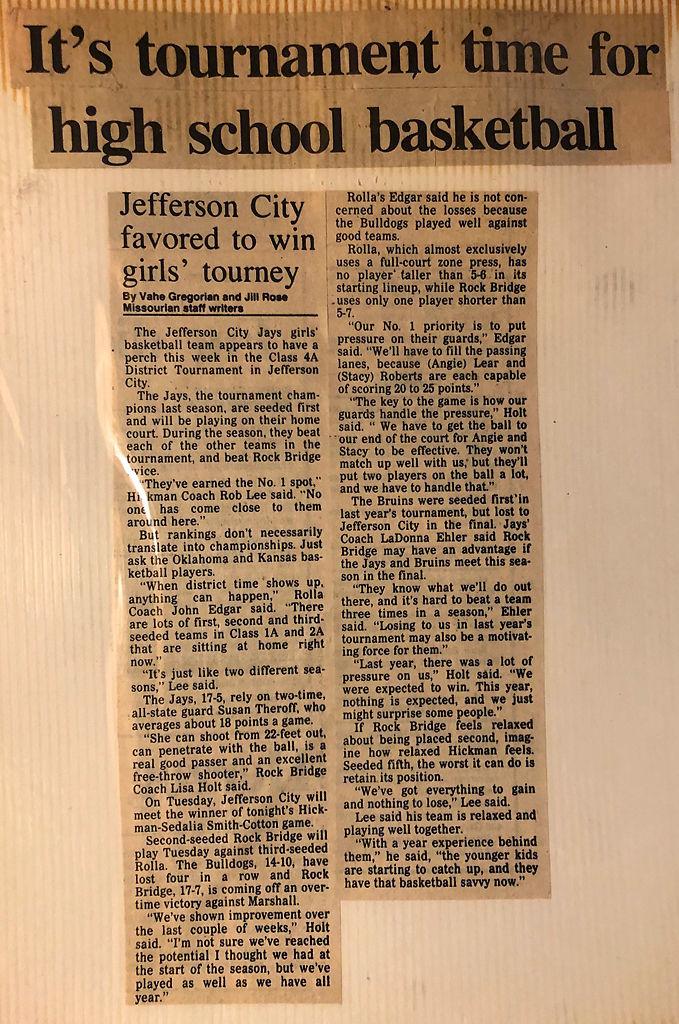 It's tournament time for
high school basketball
Jefferson City
favored to win
girls' tourney
By Vahe Gregorian and Jill Rose
Missourian staff writers
The Jefferson City Jays girls'
basketball team appears to have a
perch this week in the Class 4A
District Tournament in Jefferson
City.
The Jays, the tournament cham-
pions last season, are seeded first
and will be playing on their home
court. During the season, they beat
each of the other teams in the
tournament, and beat Rock Bridge
twice.
"They've earned the No. 1 spot,"
Hickman Coach Rob Lee said. "No
one has come close to them
around here."
But rankings don't necessarily
translate into championships. Just
ask the Oklahoma and Kansas bas-
ketball players.
"When district time shows up,
anything can happen," Rolla
Coach John Edgar said. "There
are lots of first, second and third-
seeded teams in Class 1A and 2A
that are sitting at home right
now."
"It's just like two different sea-
sons," Lee said.
The Jays, 17-5, rely on two-time,
all-state guard Susan Theroff, who
averages about 18 points a game.
"She can shoot from 22-feet out,
can penetrate with the ball, is a
real good passer and an excellent
free-throw shooter," Rock Bridge
Coach Lisa Holt said.
On Tuesday, Jefferson City will
meet the winner of tonight's Hick-
man-Sedalia Smith-Cotton game.
Second-seeded Rock Bridge will
play Tuesday against third-seeded
Rolla. The Bulldogs, 14-10, have
lost four in a row and Rock
Bridge, 17-7, is coming off an over-
time victory against Marshall.
"We've shown improvement over
the last couple of weeks," Holt
said. "I'm not sure we've reached
the potential I thought we had at
the start of the season, but we've
played as well as we have all
year."
Rolla's Edgar said he is not con-
cerned about the losses because
the Bulldogs played well against
good teams.
Rolla, which almost exclusively
uses a full-court zone press, has
no player taller than 5-6 in its
starting lineup, while Rock Bridge
uses only one player shorter than
5-7.
"Our No. 1 priority is to put
pressure on their guards," Edgar
said. "We'll have to fill the passing
lanes, because (Angie) Lear and
(Stacy) Roberts are each capable
of scoring 20 to 25 points."
"The key to the game is how our
guards handle the pressure," Holt
said. " We have to get the ball to
our end of the court for Angie and
Stacy to be effective. They won't
match up well with us, but they'll
put two players on the ball a lot,
and we have to handle that."
The Bruins were seeded first in
last year's tournament, but lost to
Jefferson City in the final. Jays'
Coach LaDonna Ehler said Rock
Bridge may have an advantage if
the Jays and Bruins meet this sea-
son in the final.
"They know what we'll do out
there, and it's hard to beat a team
three times in a season," Ehler
said. "Losing to us in last year's
tournament may also be a motivat-
ing force for them."
"Last year, there was a lot of
pressure on us," Holt said. "We
were expected to win. This year,
nothing is expected, and we just
might surprise some people."
If Rock Bridge feels relaxed
about being placed second, imag-
ine how relaxed Hickman feels.
Seeded fifth, the worst it can do is
retain its position.
"We've got everything to gain
and nothing to lose," Lee said.
Lee said his team is relaxed and
playing well together.
"With a year experience behind
them," he said, "the younger kids
are starting to catch up, and they
have that basketball savvy now."